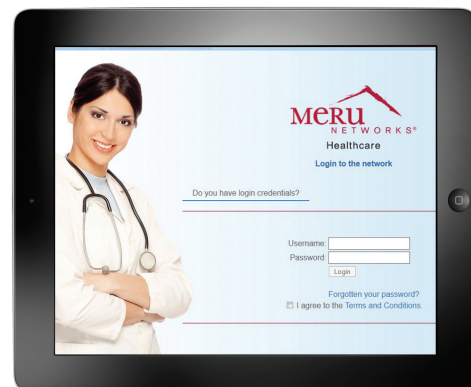 MERU
NETWORKS®
Healthcare
Login to the network
Do you have login credentials?
Username:
Password:
Login
Forgotten your password?
I agree to the Terms and Conditions.